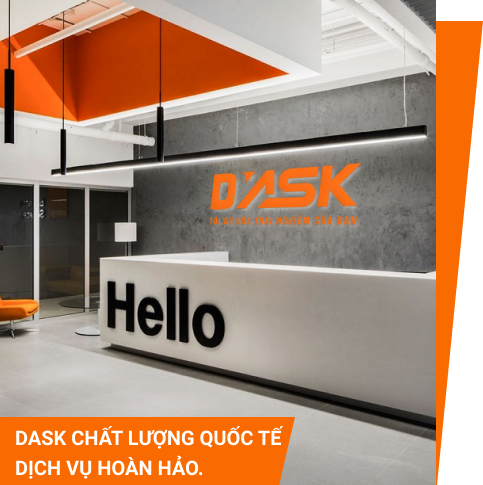 DASK
Hello
DASK CHẤT LƯỢNG QUỐC TẾ
DỊCH VỤ HOÀN HẢO.